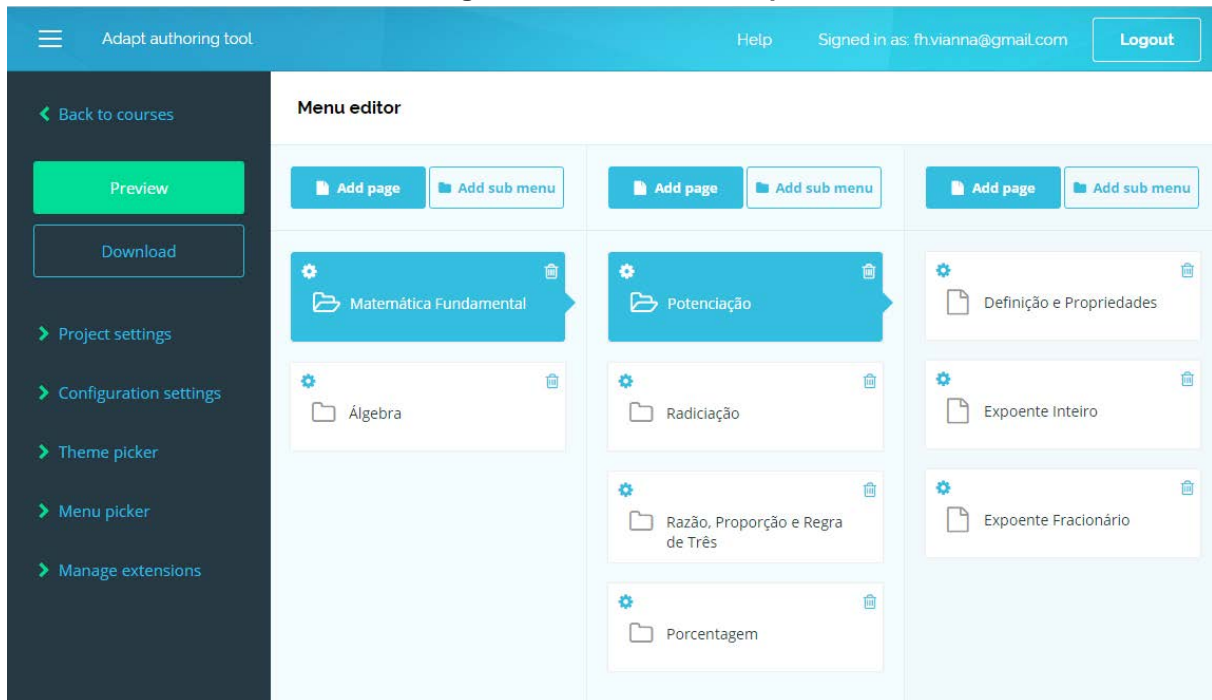 Adapt authoring tool
Help
Signed in as: fh.vianna@gmail.com
Logout
Back to courses
Preview
Download
Project settings
Configuration settings
Theme picker
Menu picker
Manage extensions
Menu editor
Add page
Add sub menu
Matemática Fundamental
Álgebra
Add page
Add sub menu
Potenciação
Radiciação
Razão, Proporção e Regra
de Três
Porcentagem
Add page
Add sub menu
Definição e Propriedades
Expoente Inteiro
Expoente Fracionário